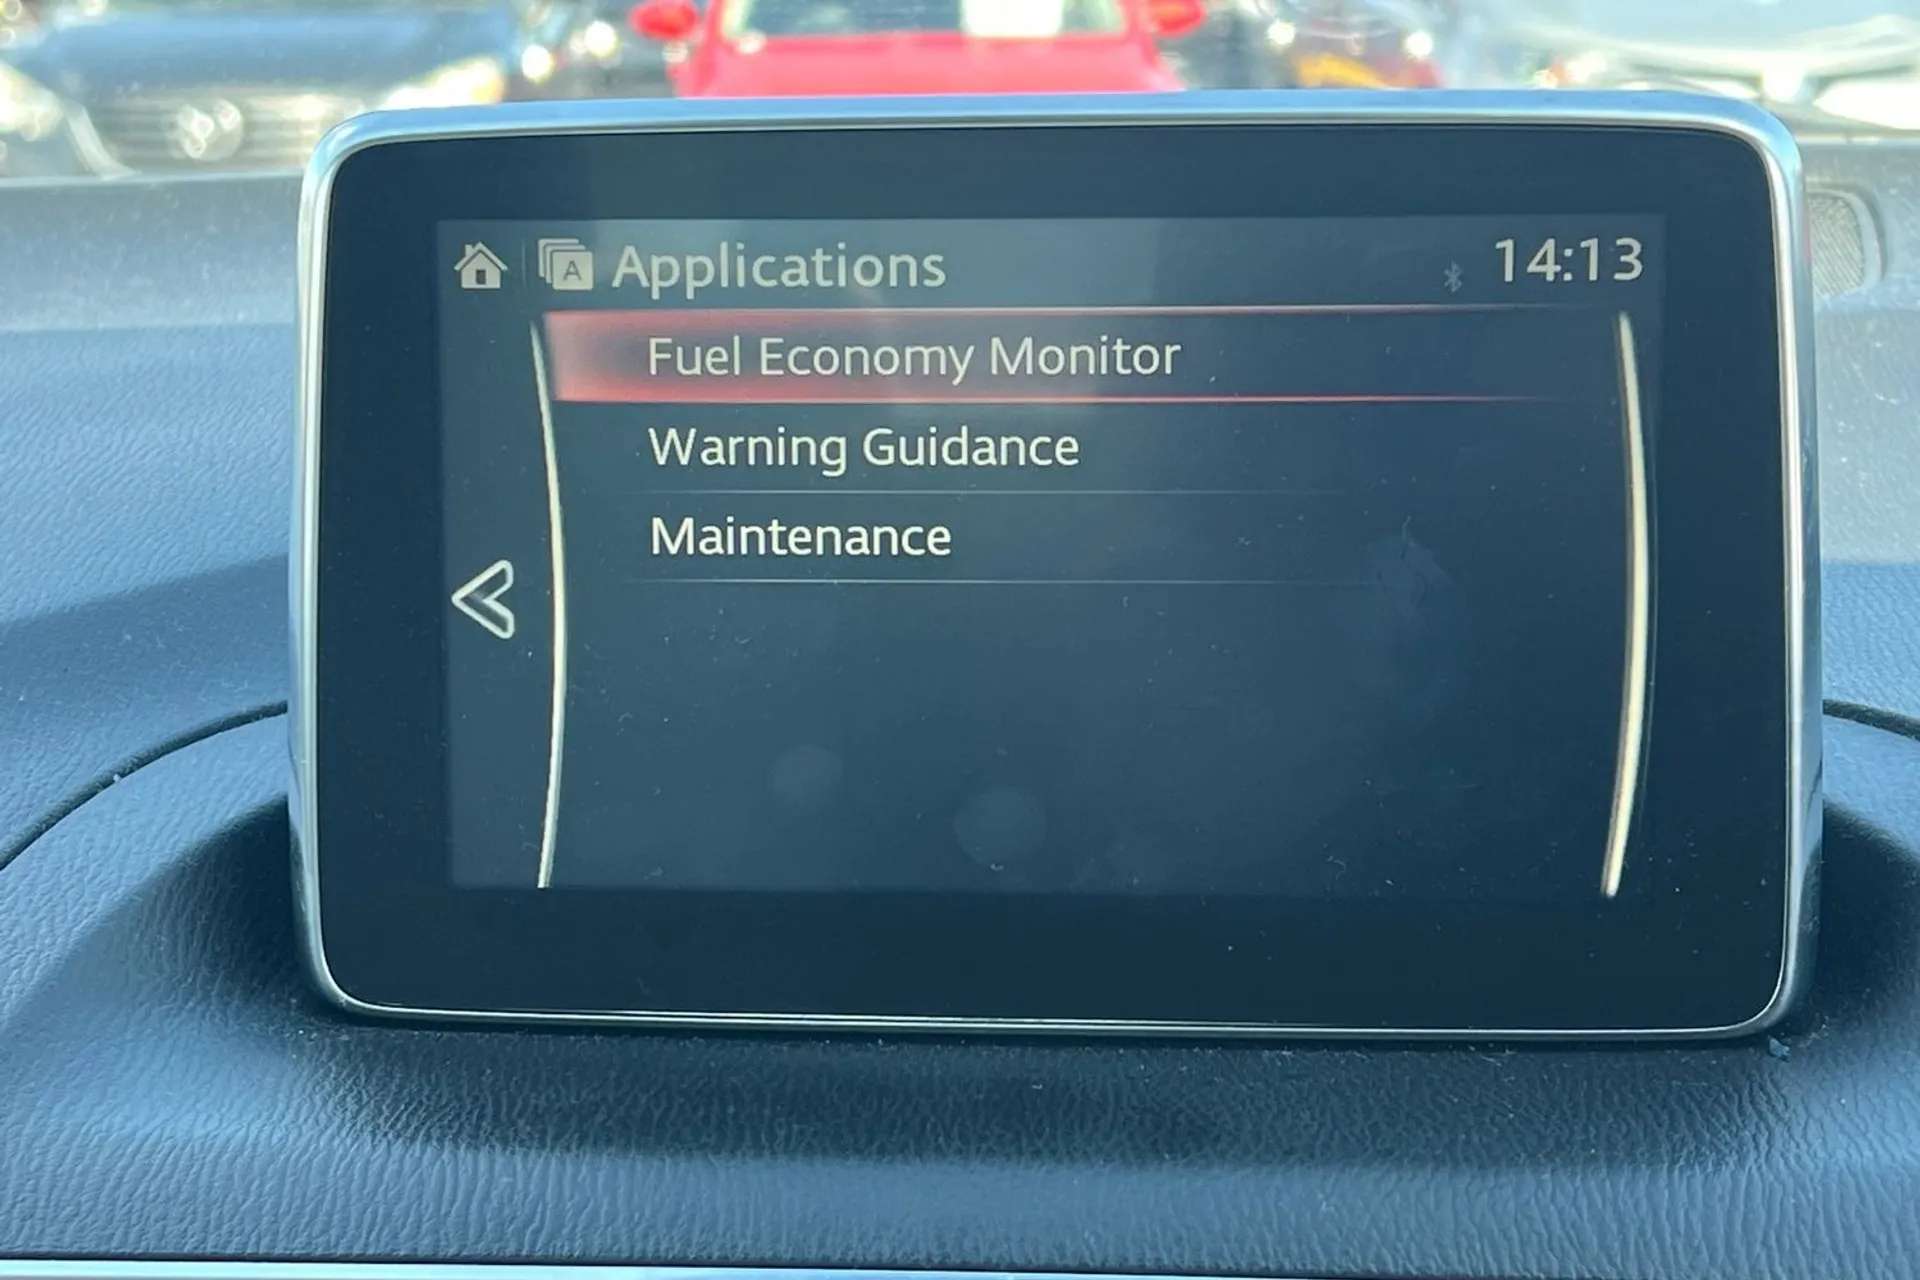 A Applications 14:13
Fuel Economy Monitor
Warning Guidance
Maintenance